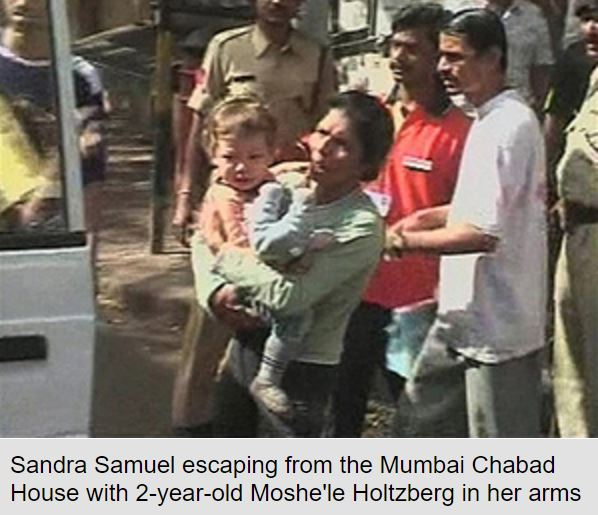 Sandra Samuel escaping from the Mumbai Chabad
House with 2-year-old Moshe'le Holtzberg in her arms